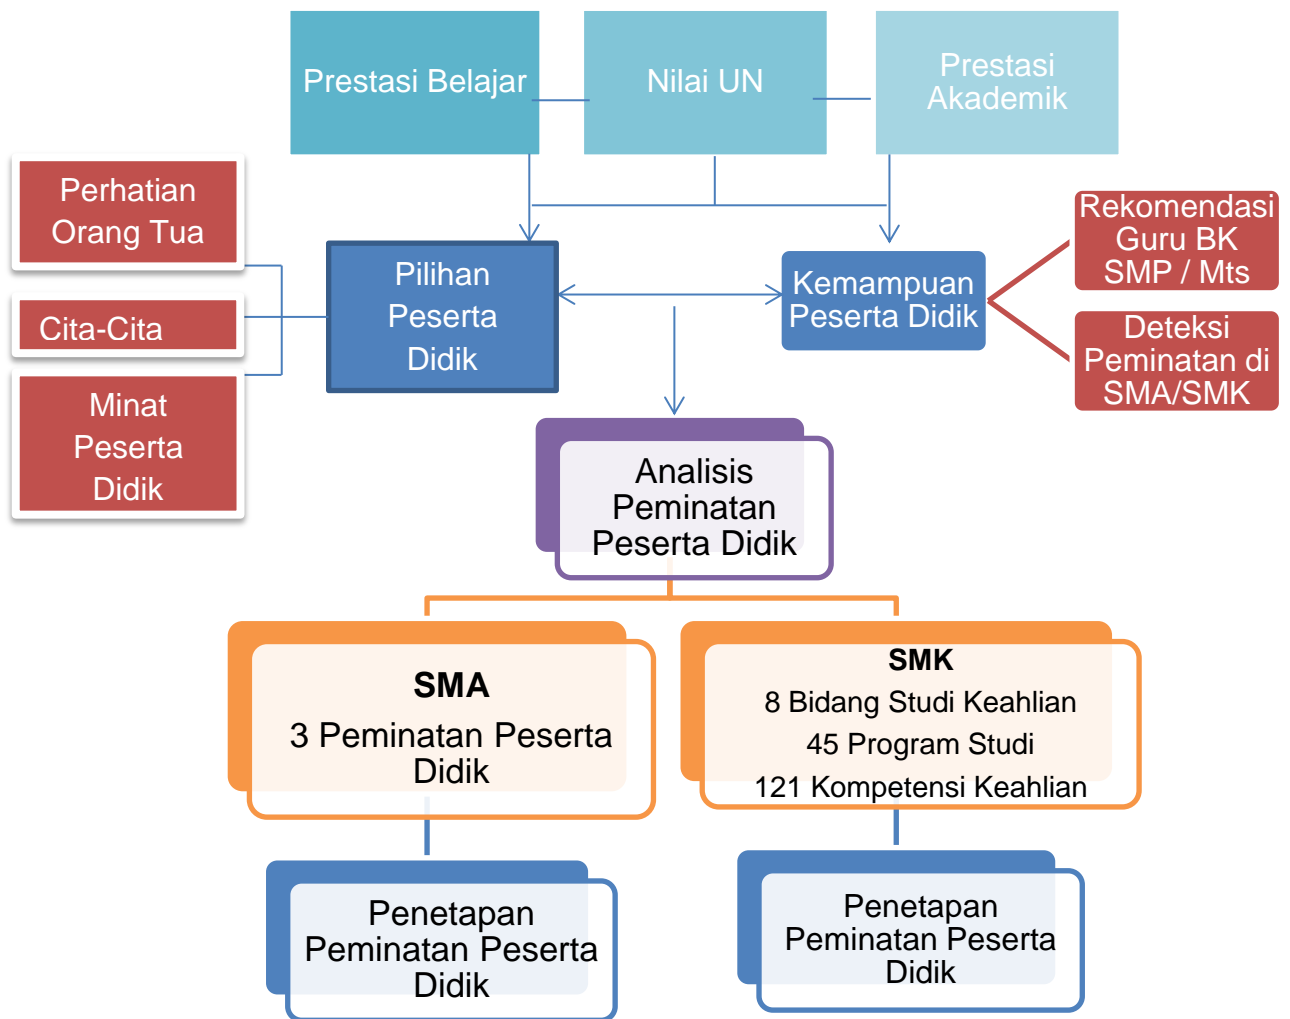 Prestasi Belajar
Nilai UN
Prestasi
Akademik
Perhatian
Orang Tua
Cita-Cita
Minat
Peserta
Didik
Pilihan
Peserta
Didik
Kemampuan
Peserta Didik
Rekomendasi
Guru BK
SMP / Mts
Deteksi
Peminatan di
SMA/SMK
Analisis
Peminatan
Peserta Didik
SMA
3 Peminatan Peserta
Didik
SMK
8 Bidang Studi Keahlian
45 Program Studi
121 Kompetensi Keahlian
Penetapan
Peminatan Peserta
Didik
Penetapan
Peminatan Peserta
Didik